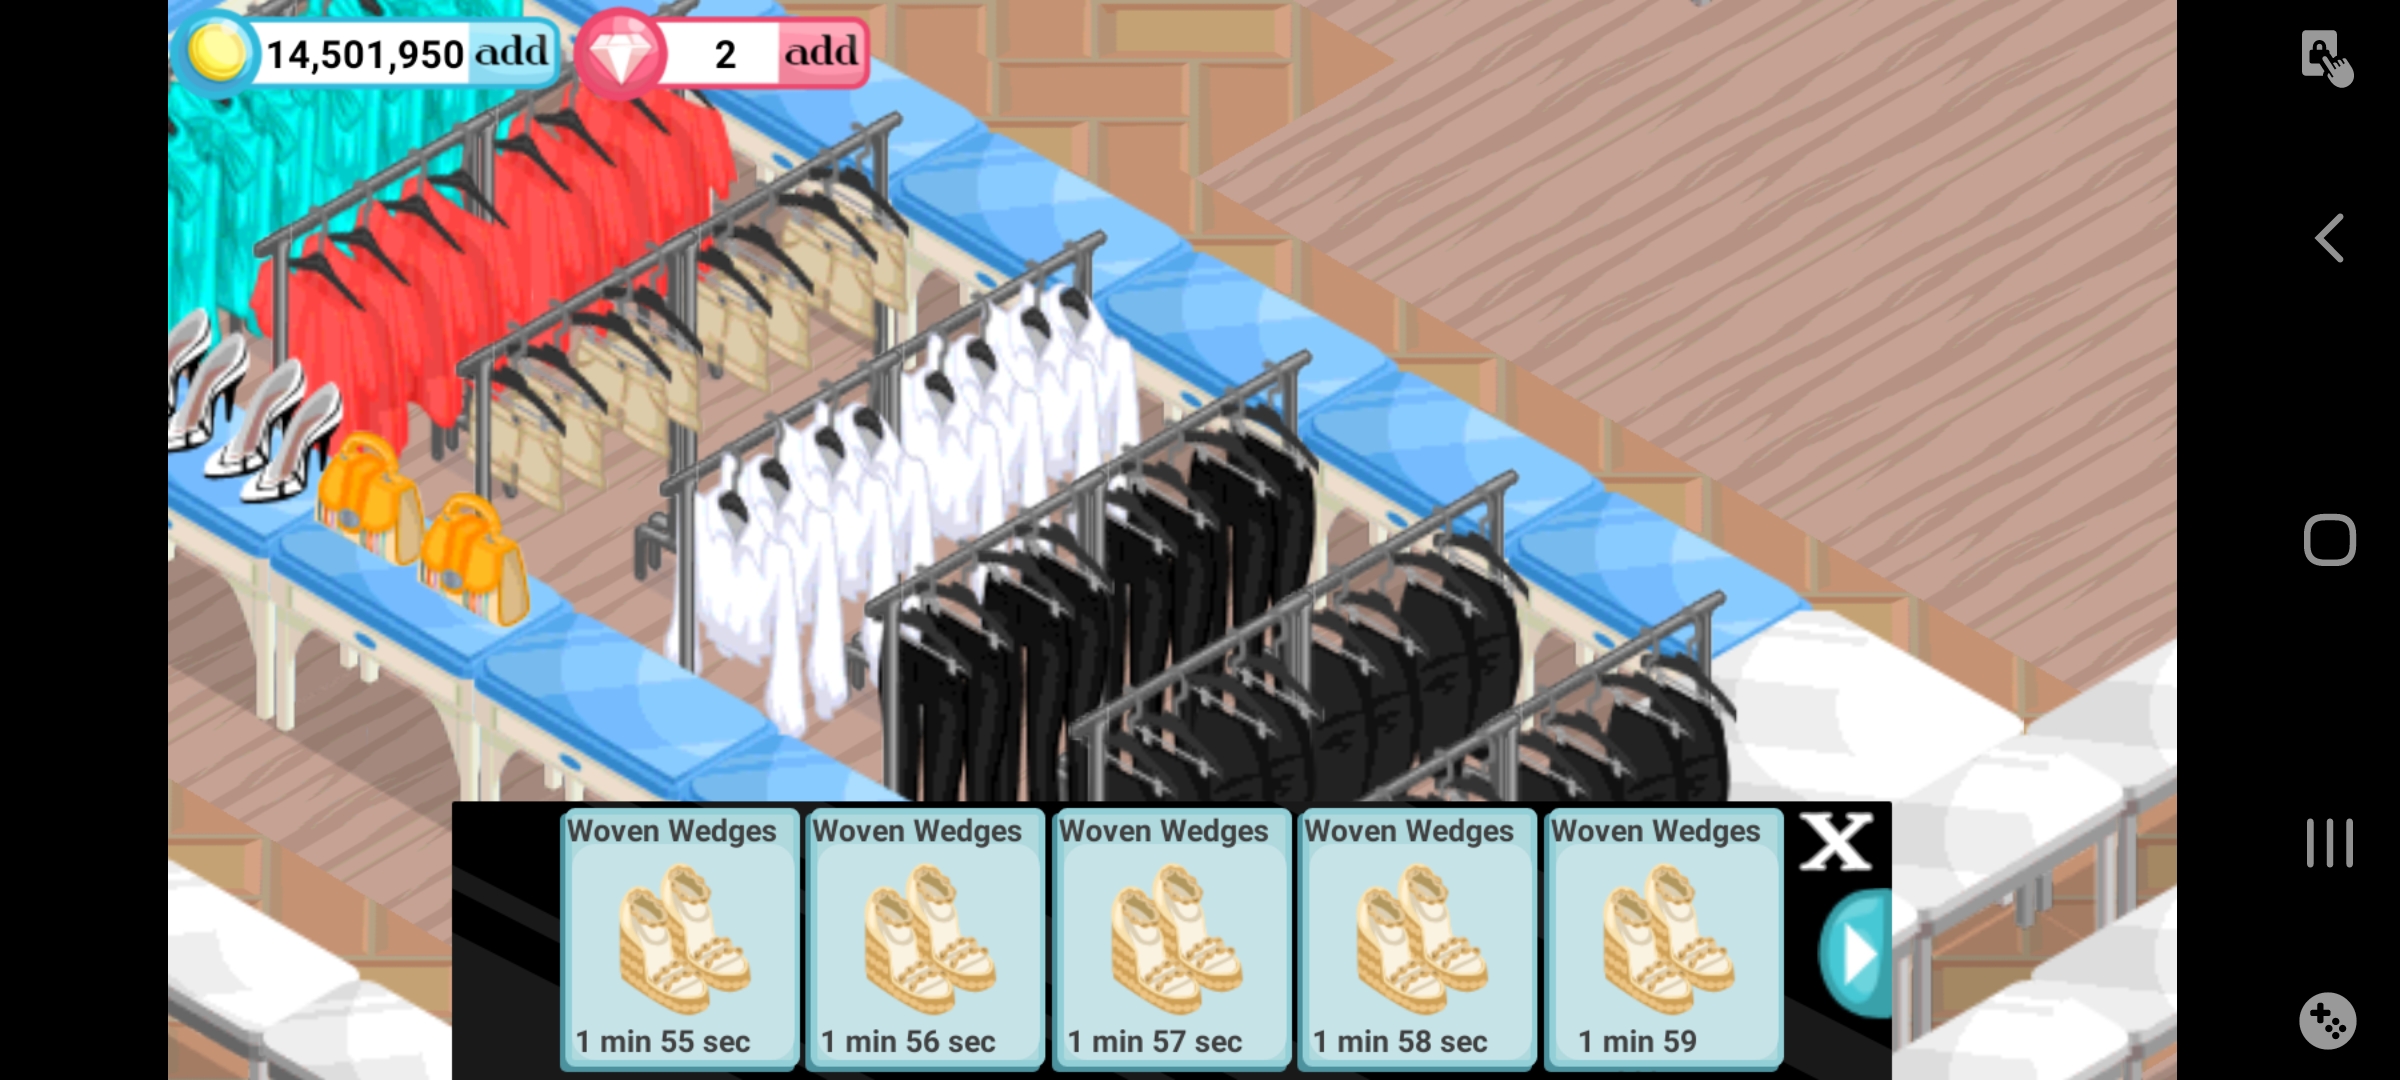 14,501,950 add
2 add
Woven Wedges
1 min 55 sec
Woven Wedges
1 min 56 sec
Woven Wedges
1 min 57 sec
Woven Wedges
1 min 58 sec
Woven Wedges
1 min 59
X